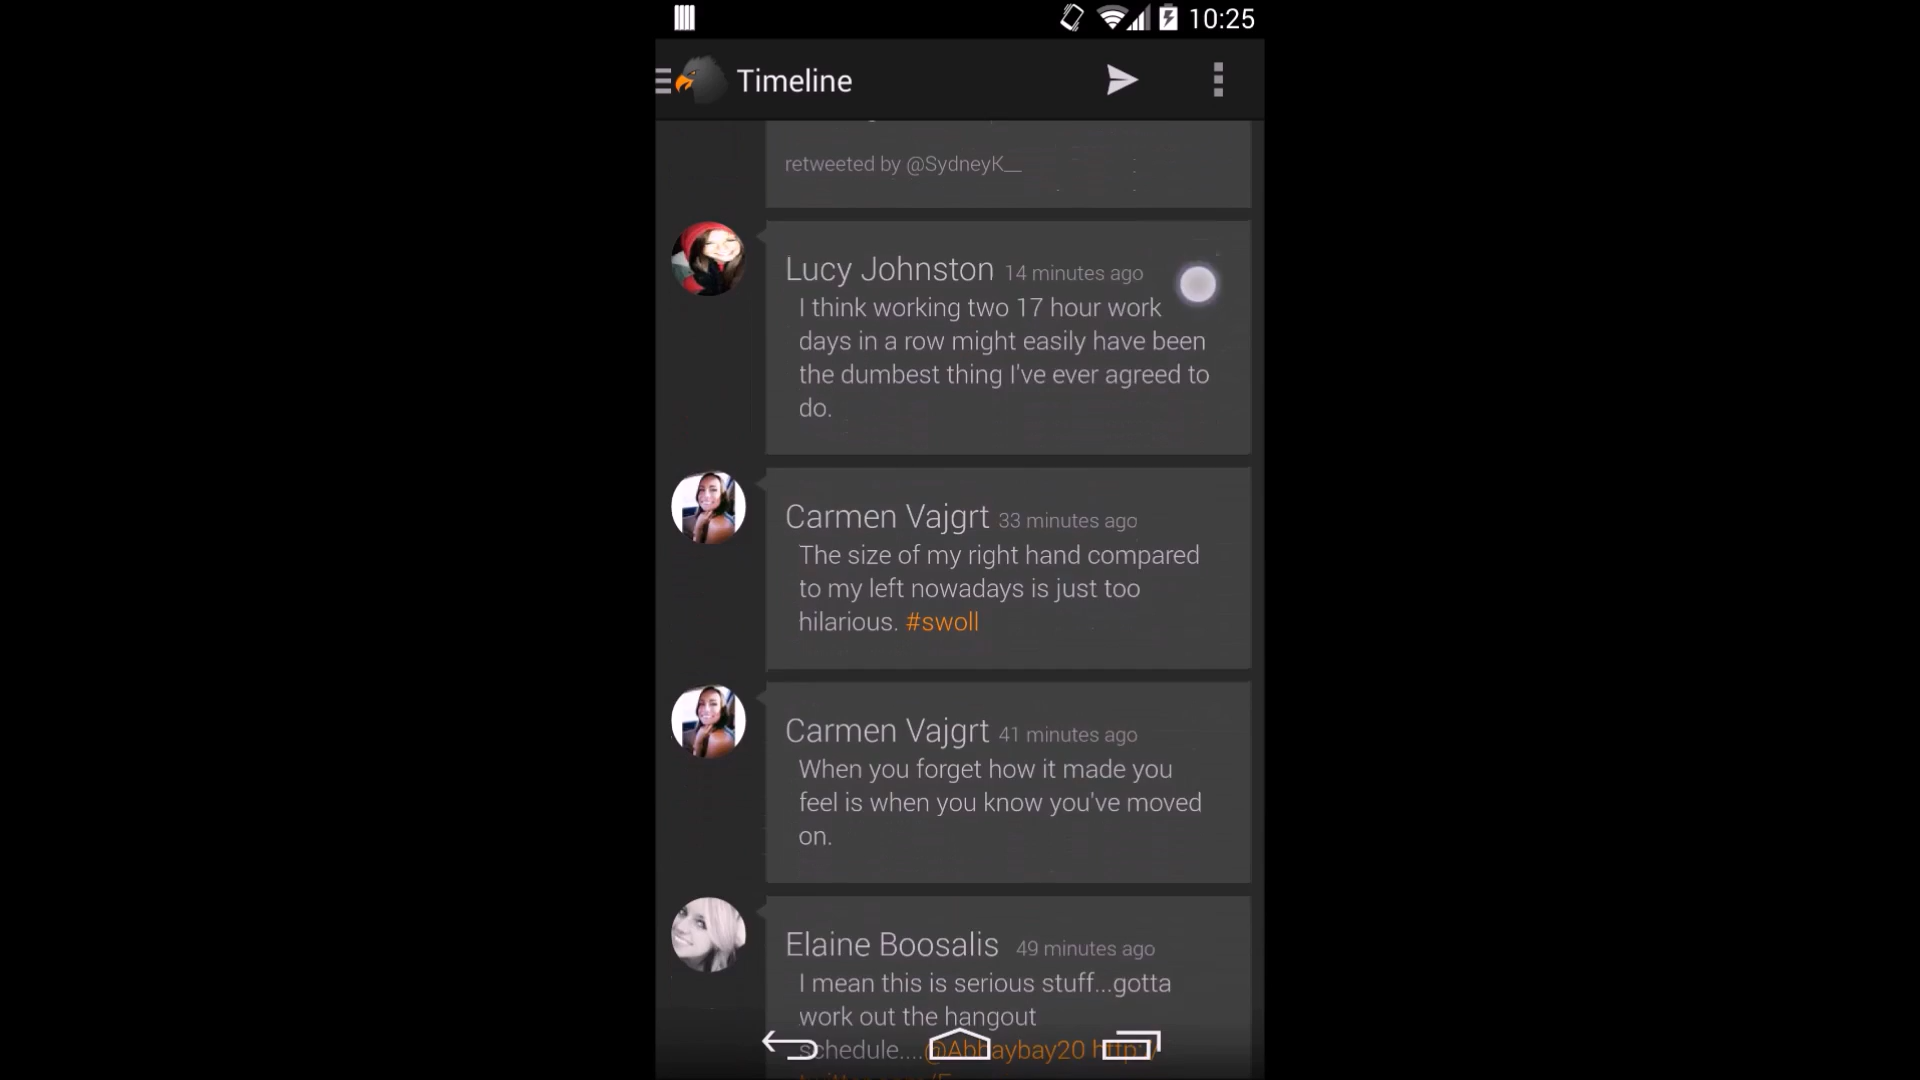 10:25
Timeline
retweeted by @SydneyK__
Lucy Johnston 14 minutes ago
I think working two 17 hour work
days in a row might easily have been
the dumbest thing I've ever agreed to
do.
Carmen Vajgrt 33 minutes ago
The size of my right hand compared
to my left nowadays is just too
hilarious. #swoll
Carmen Vajgrt 41 minutes ago
When you forget how it made you
feel is when you know you've moved
on.
Elaine Boosalis 49 minutes ago
I mean this is serious stuff...gotta
work out the hangout
schedule....@Abbaybay20 http:/